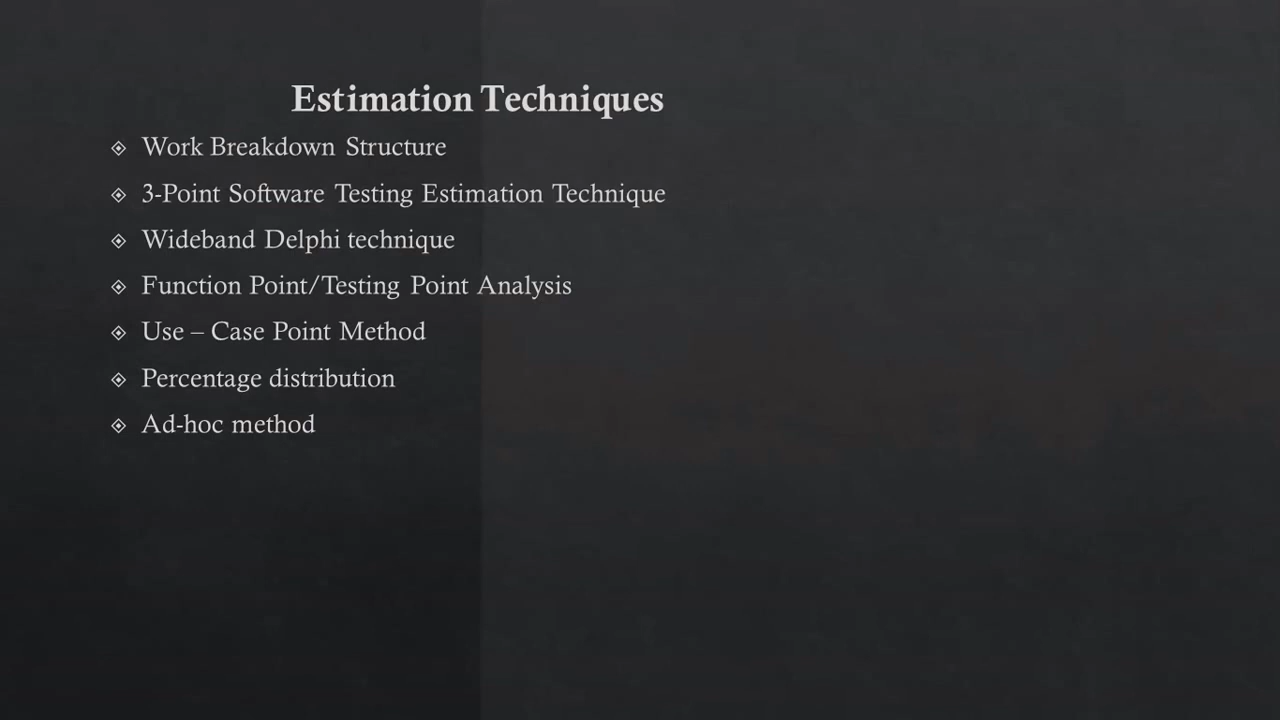 Estimation Techniques
Work Breakdown Structure
3-Point Software Testing Estimation Technique
Wideband Delphi technique
Function Point/Testing Point Analysis
Use – Case Point Method
Percentage distribution
Ad-hoc method